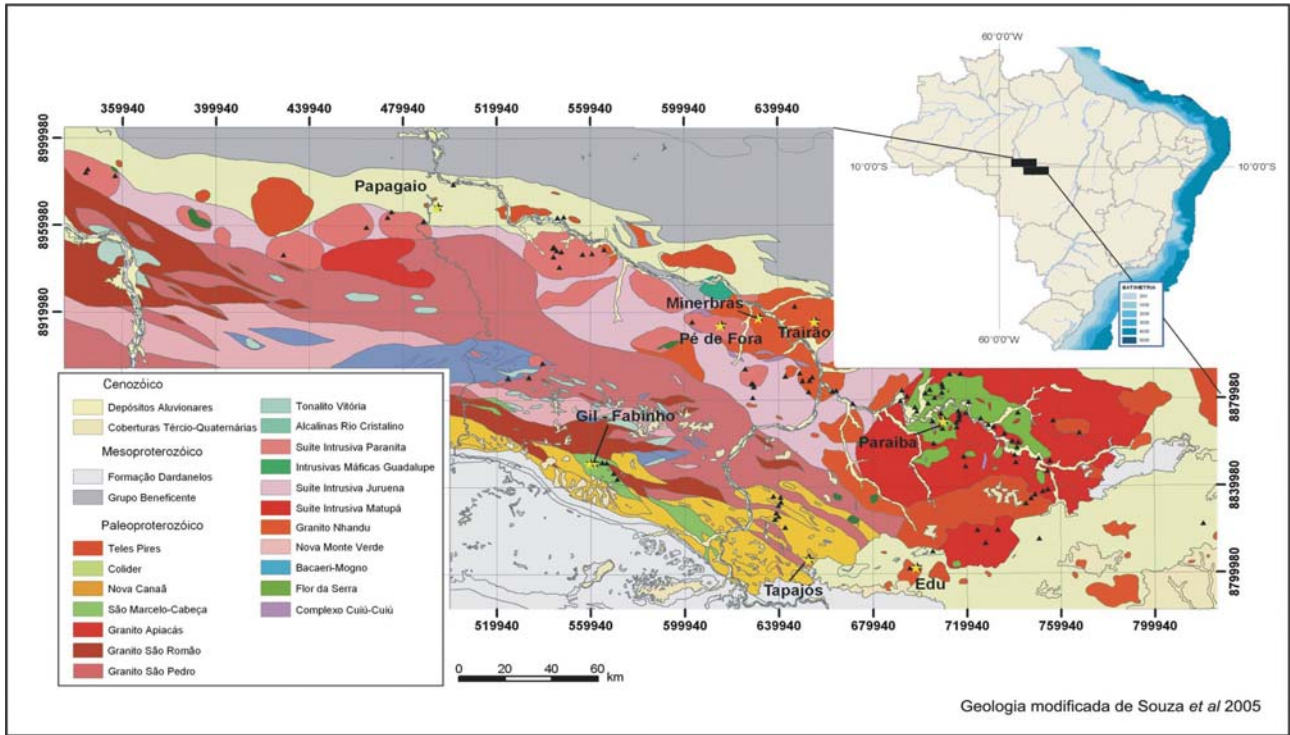 60°0'0"W
10°0'0"S
10°0'0"S
60°0'0"W
BATIMETRIA
359940 399940 439940 479940 519940 559940 599940 639940
8999980
8959980
8919980
Papagaio
Minerbras
Pé de Fora
Trairão
Gil - Fabinho
Paraiba
Tapajós
Edu
8879980
8839980
8799980
519940 559940 599940 639940 679940 719940 759940 799940
Cenozóico
Depósitos Aluvionares
Coberturas Tércio-Quaternárias
Mesoproterozóico
Formação Dardanelos
Grupo Beneficente
Paleoproterozóico
Teles Pires
Colider
Nova Canaã
São Marcelo-Cabeça
Granito Apiacás
Granito São Romão
Granito São Pedro
Tonalito Vitória
Alcalinas Rio Cristalino
Suíte Intrusiva Paranita
Intrusivas Máficas Guadalupe
Suíte Intrusiva Juruena
Suíte Intrusiva Matupá
Granito Nhandu
Nova Monte Verde
Bacaeri-Mogno
Flor da Serra
Complexo Cuiú-Cuiú
0 20 40 60
km
Geologia modificada de Souza et al 2005